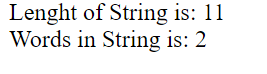 Lenght of String is: 11
Words in String is: 2